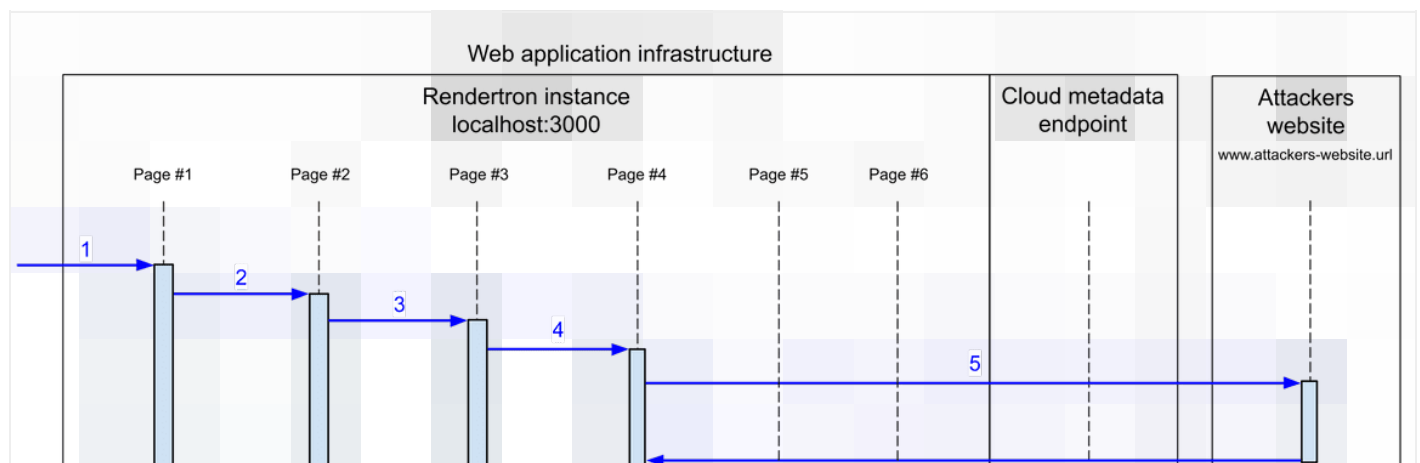 Web application infrastructure
Rendertron instance
localhost:3000
Cloud metadata
endpoint
Attackers
website
www.attackers-website.url
Page #1
Page #2
Page #3
Page #4
Page #5
Page #6
1
2
3
4
5